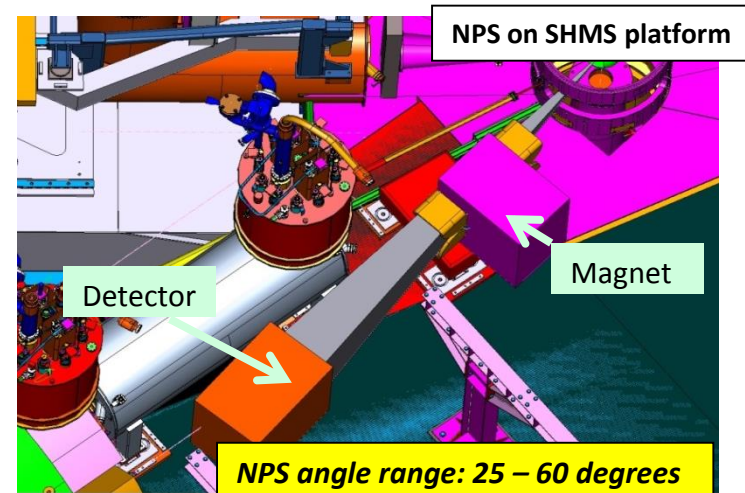 NPS on SHMS platform
Magnet
Detector
NPS angle range: 25 – 60 degrees